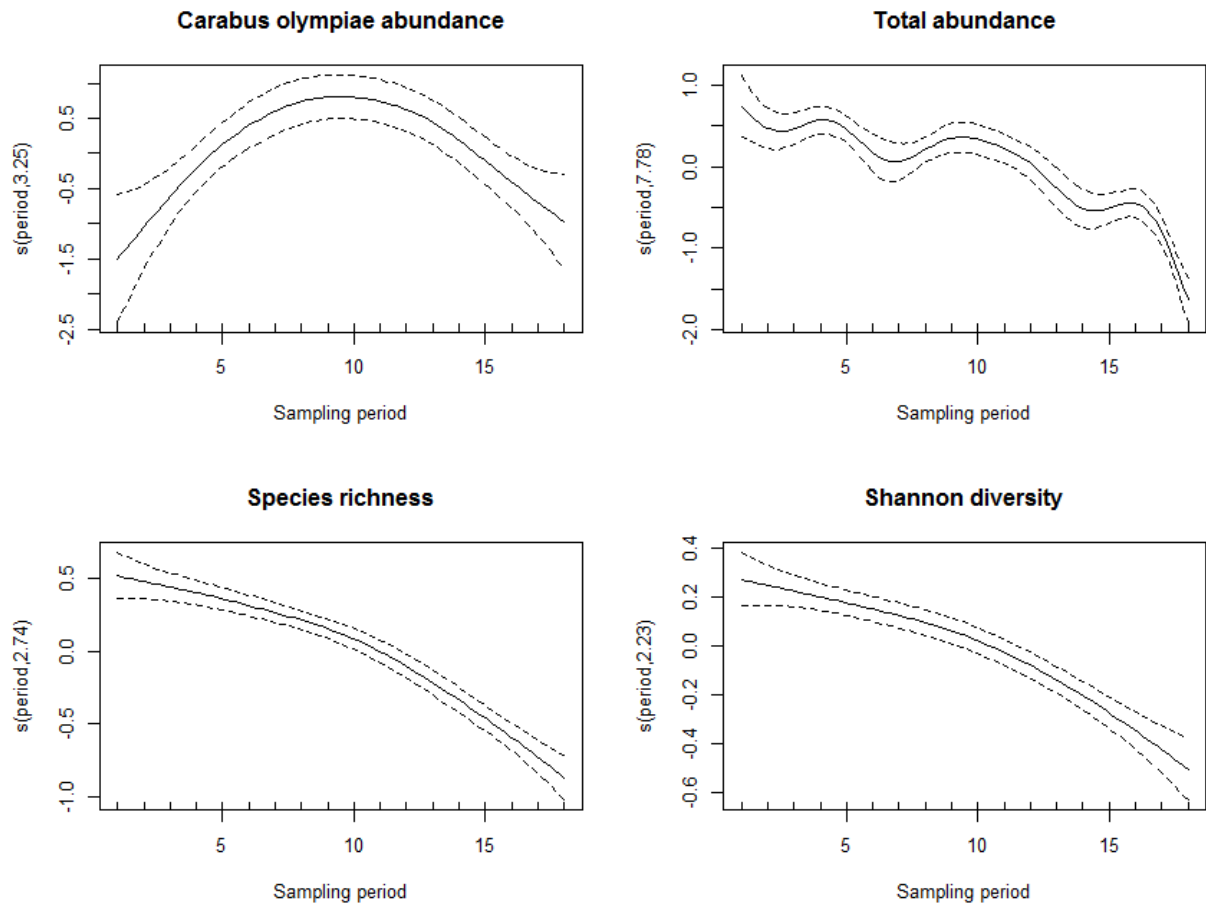 Carabus olympiae abundance
s(period,3.25)
0.5
-0.5
-1.5
-2.5
5 10 15
Sampling period
Total abundance
s(period,7.78)
1.0
0.0
-1.0
-2.0
5 10 15
Sampling period
Species richness
s(period,2.74)
0.5
0.0
-0.5
-1.0
5 10 15
Sampling period
Shannon diversity
s(period,2.23)
0.4
0.2
0.0
-0.2
-0.4
-0.6
5 10 15
Sampling period